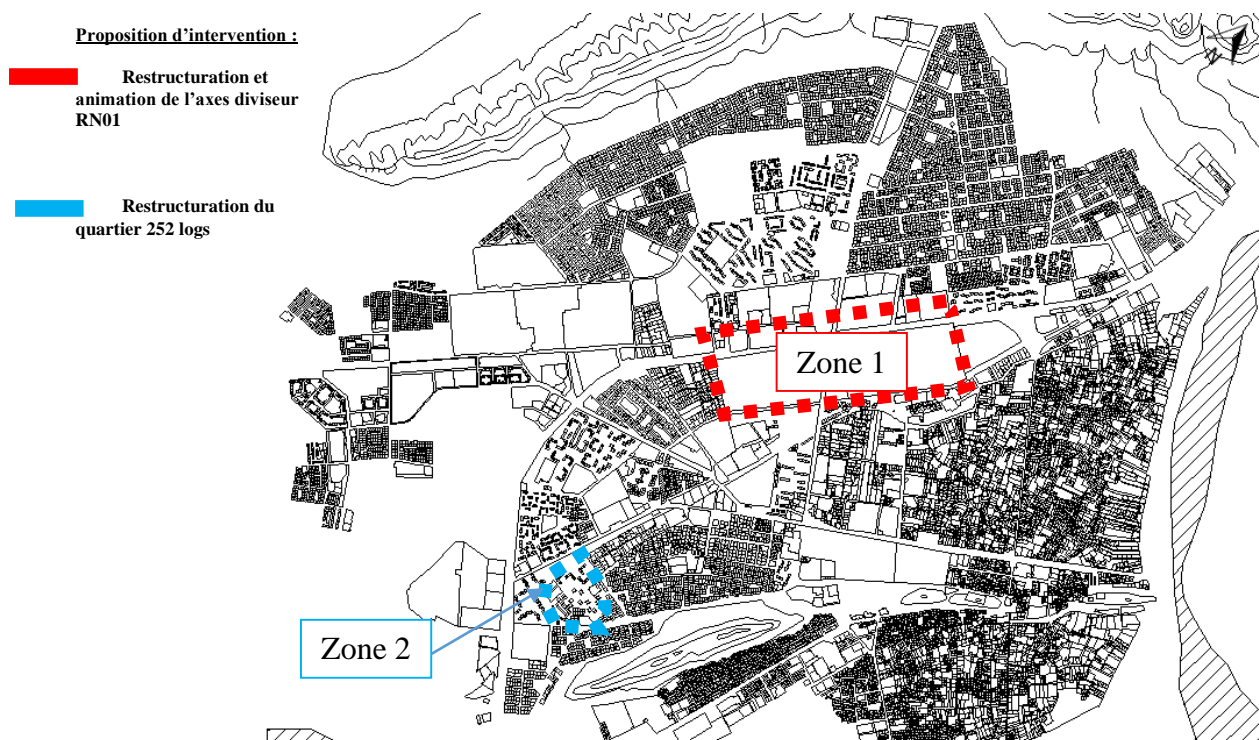 Proposition d’intervention :
Restructuration et
animation de l’axes diviseur
RN01
Restructuration du
quartier 252 logs
Zone 1
Zone 2